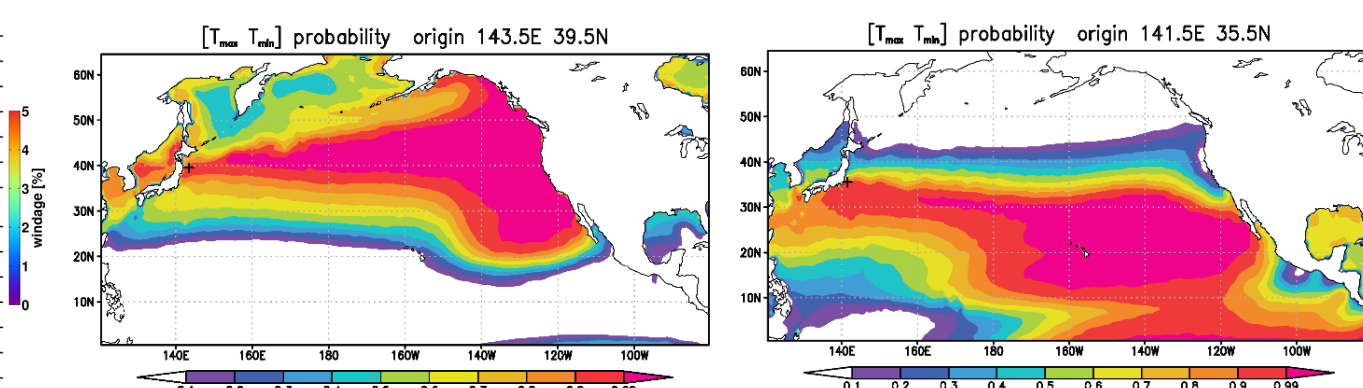 [Tmax Tmin] probability origin 143.5E 39.5N
60N
50N
40N
30N
20N
10N
140E 160E 180 160W 140W 120W 100W
5
4
3
2
1
0
windage [%]
[Tmax Tmin] probability origin 141.5E 35.5N
60N
50N
40N
30N
20N
10N
140E 160E 180 160W 140W 120W 100W
0.1 0.2 0.3 0.4 0.5 0.6 0.7 0.8 0.9 0.99